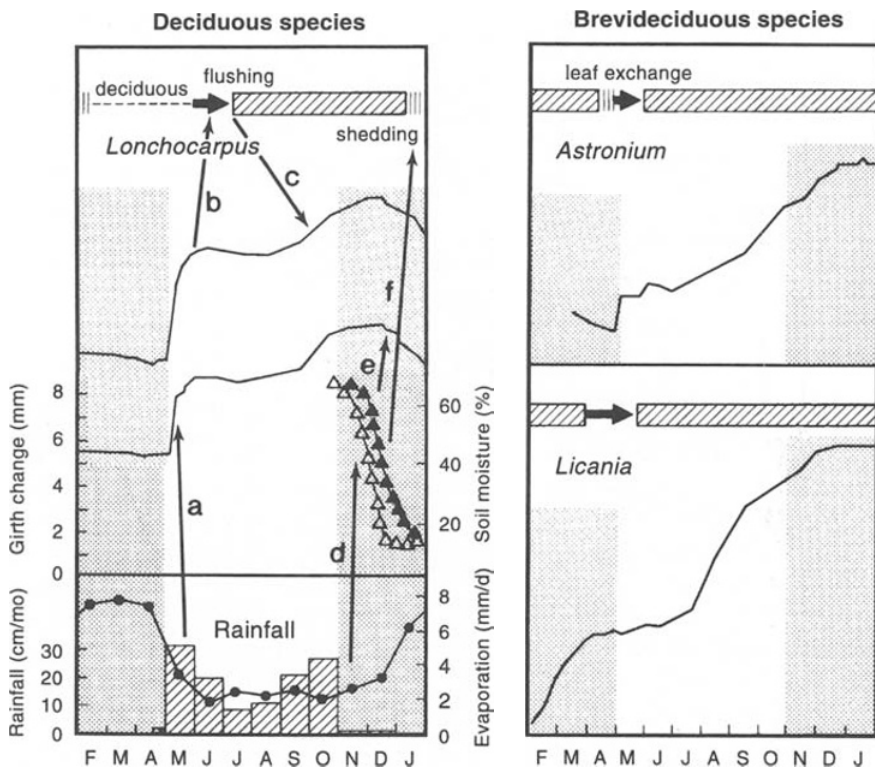 Deciduous species
flushing
deciduous
shedding
Lonchocarpus
c
b
f
e
a
d
Girth change (mm)
8
6
4
2
0
Soil moisture (%)
60
40
20
Rainfall
Rainfall (cm/mo)
30
20
10
0
Evaporation (mm/d)
8
6
4
2
0
F M A M J J A S O N D J
Brevideciduous species
leaf exchange
Astronium
Licania
F M A M J J A S O N D J